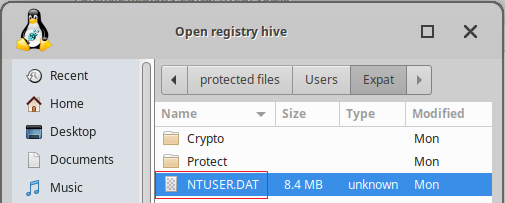 Open registry hive
Recent
Home
Desktop
Documents
Music
protected files Users Expat
Name Size Type Modified
Crypto Mon
Protect Mon
NTUSER.DAT 8.4 MB unknown Mon